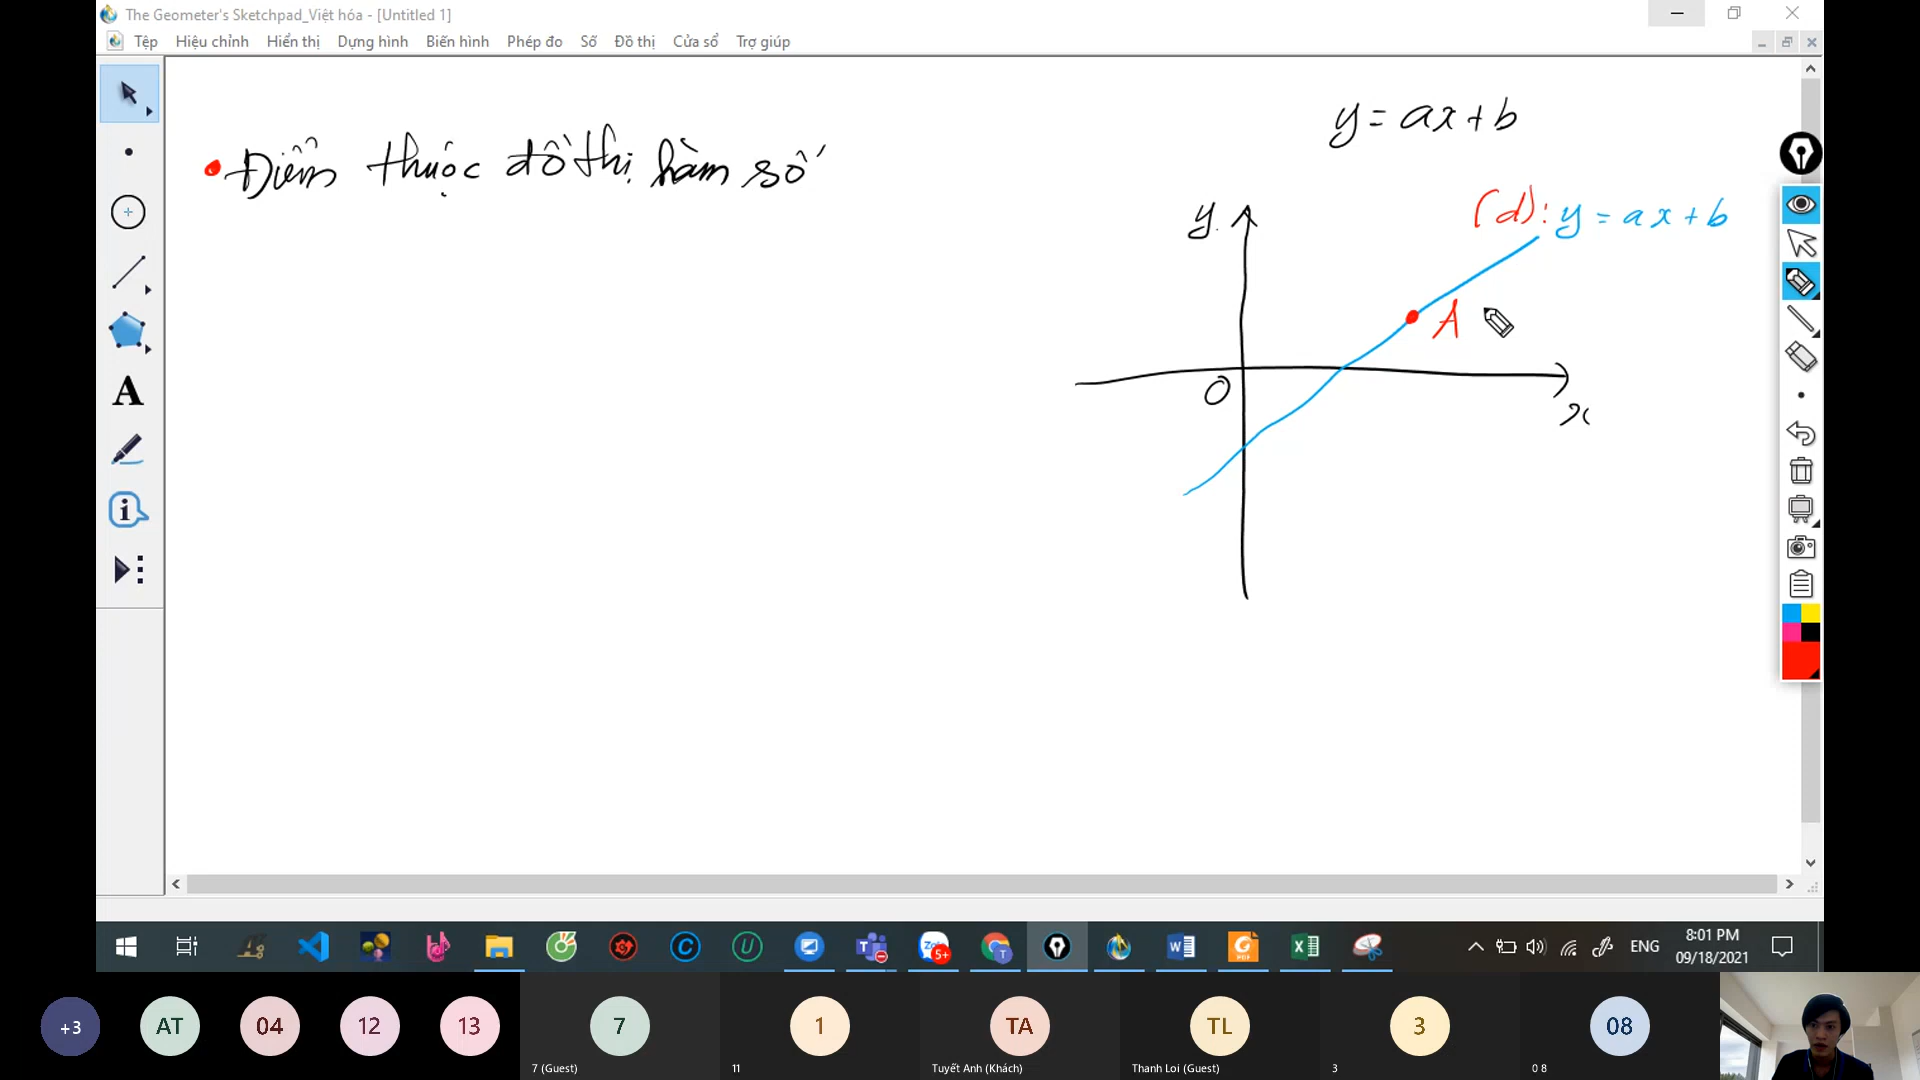 The Geometer's Sketchpad_Việt hóa - [Untitled 1]
Tệp Hiệu chỉnh Hiển thị Dựng hình Biến hình Phép đo Số Đồ thị Cửa sổ Trợ giúp
y = ax + b
Điểm thuộc đồ thị hàm số
(d): y = ax + b
y
A
O
x
A
i
ENG
8:01 PM
09/18/2021
5+
+3
AT
04
12
13
7
1
TA
TL
3
08
7 (Guest)
11
Tuyết Anh (Khách)
Thanh Loi (Guest)
3
0 8